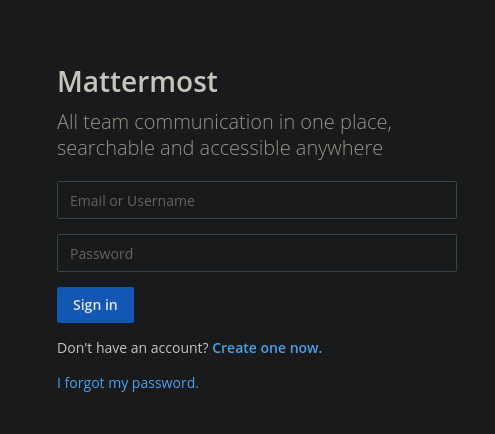 Mattermost
All team communication in one place,
searchable and accessible anywhere
Email or Username
Password
Sign in
Don't have an account? Create one now.
I forgot my password.